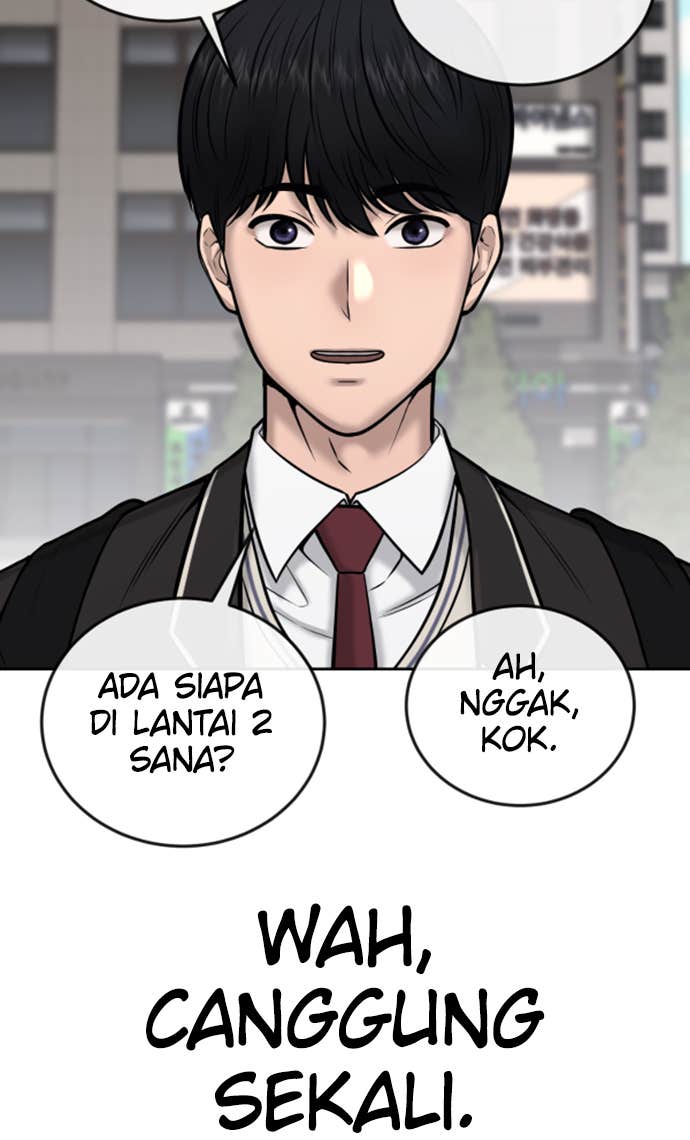 ADA SIAPA
DI LANTAI 2
SANA?
AH,
NGGAK,
KOK.
WAH,
CANGGUNG
SEKALI.